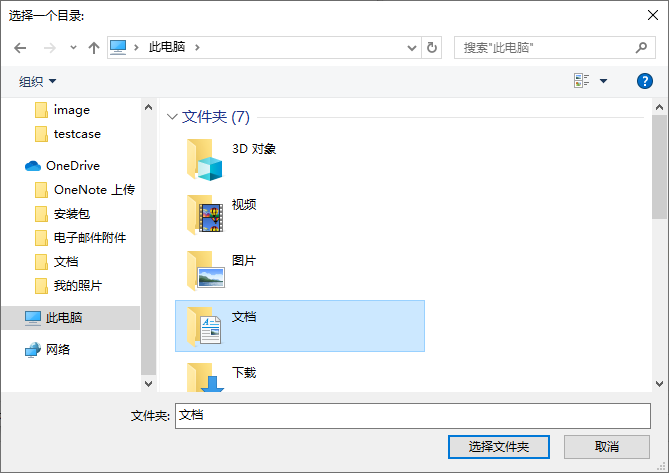 选择一个目录:
此电脑
搜索"此电脑"
组织
image
testcase
OneDrive
OneNote 上传
安装包
电子邮件附件
文档
我的照片
此电脑
网络
文件夹 (7)
3D 对象
视频
图片
文档
下载
文件夹: 文档
选择文件夹 取消